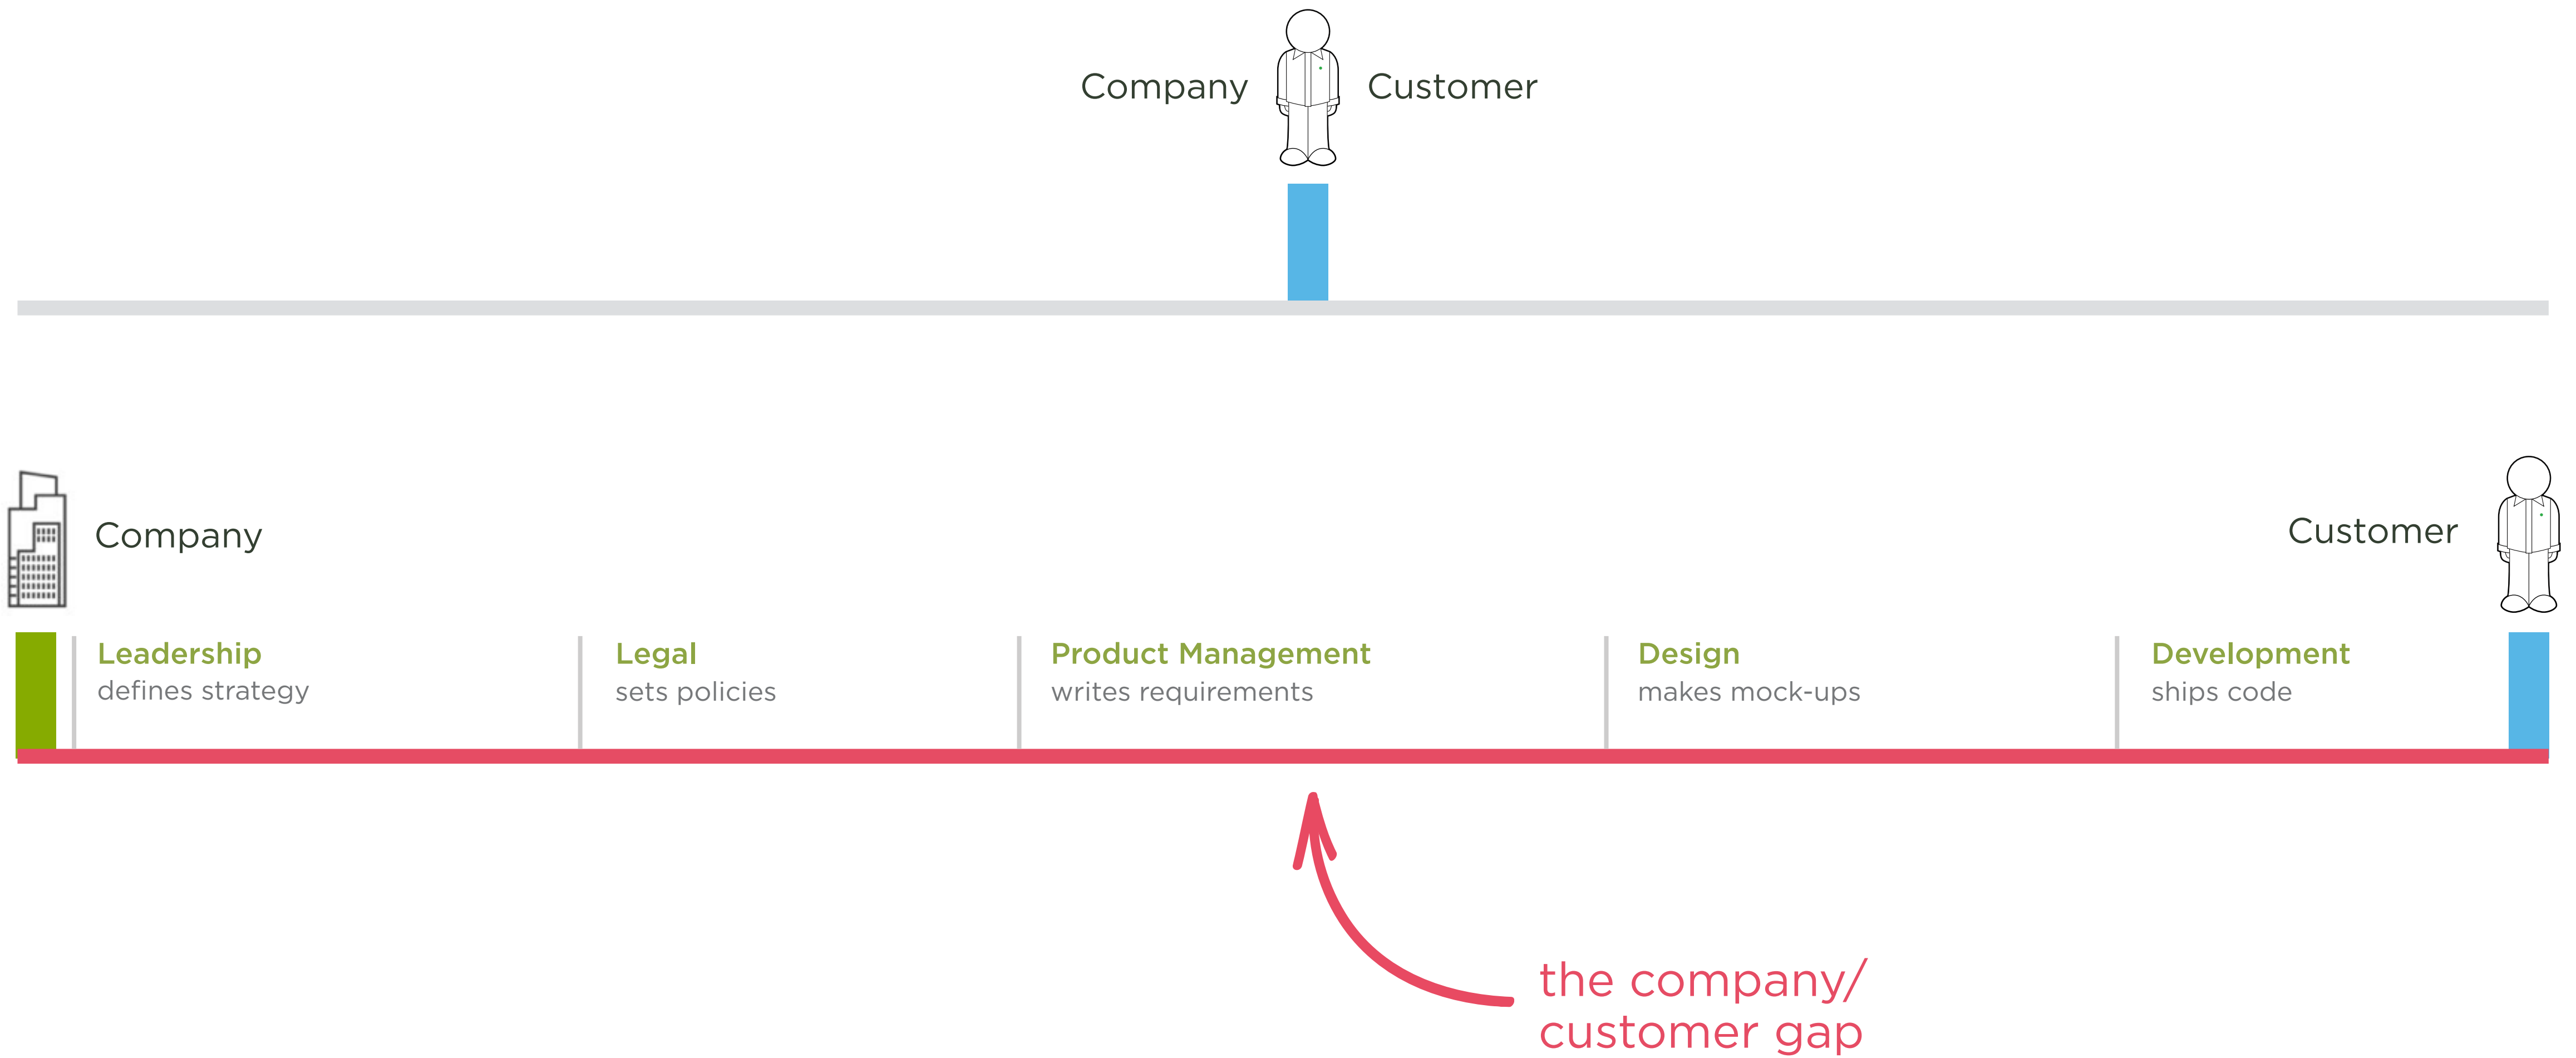 Company
Customer
Company
Customer
Leadership
defines strategy
Legal
sets policies
Product Management
writes requirements
Design
makes mock-ups
Development
ships code
the company/
customer gap